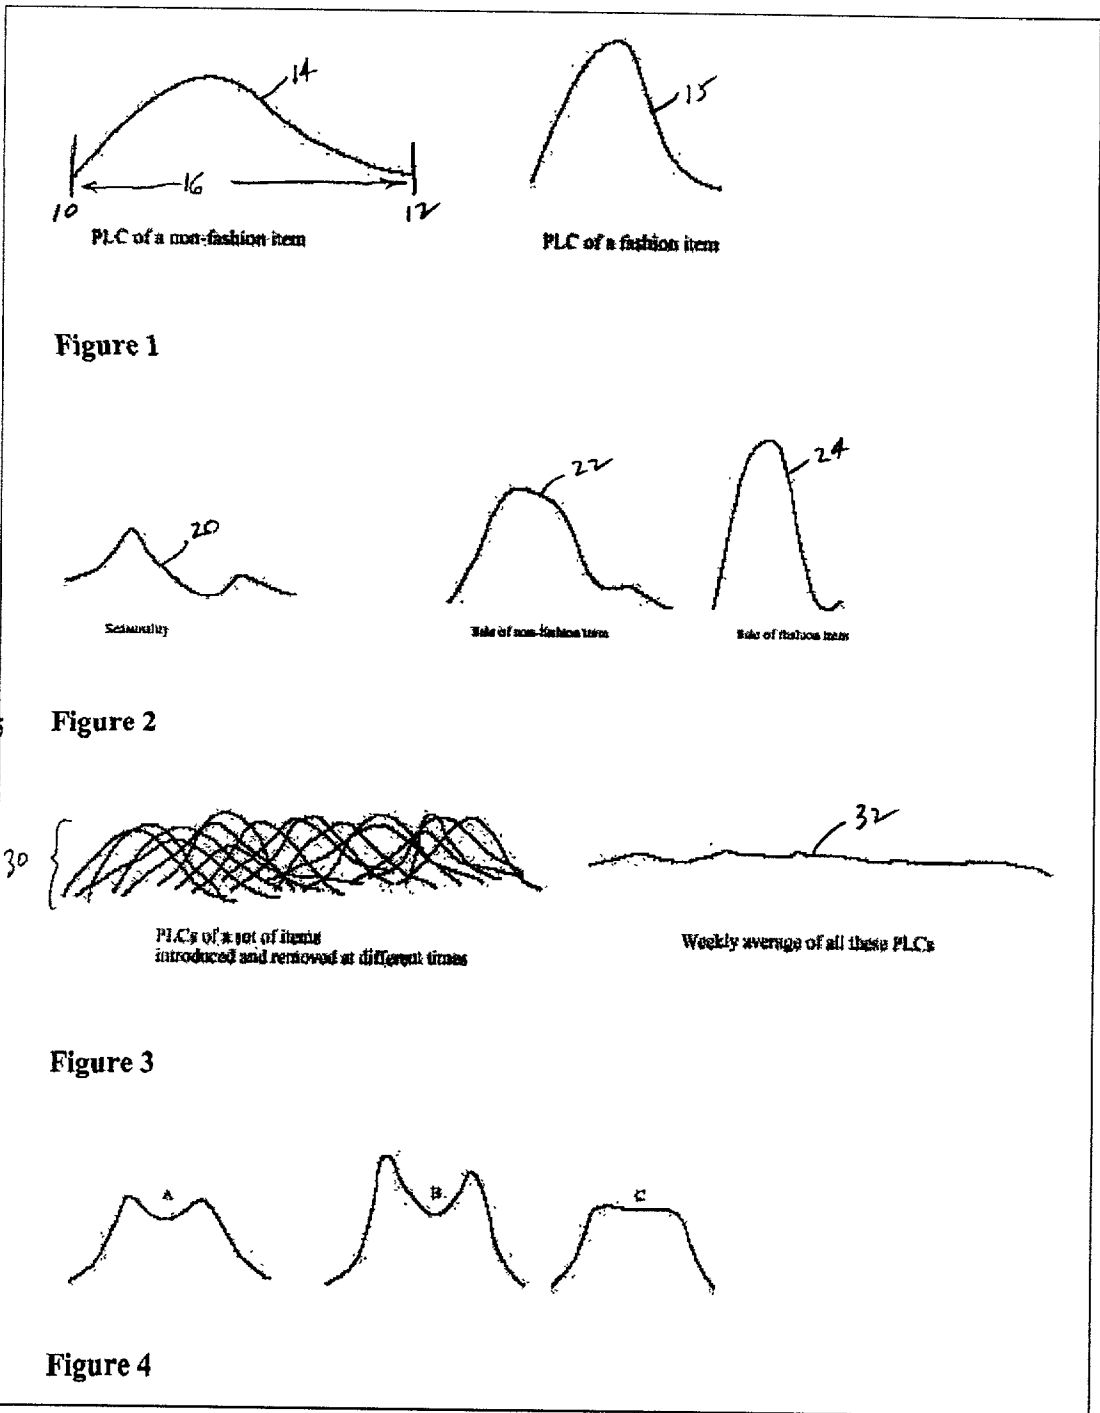 14
15
16
10
12
PLC of a non-fashion item
PLC of a fashion item
Figure 1
20
22
24
Seasonality
Sale of non-fashion item
Sale of fashion item
Figure 2
30
32
PLCs of a set of items
introduced and removed at different times
Weekly average of all these PLCs
Figure 3
A
B
C
Figure 4